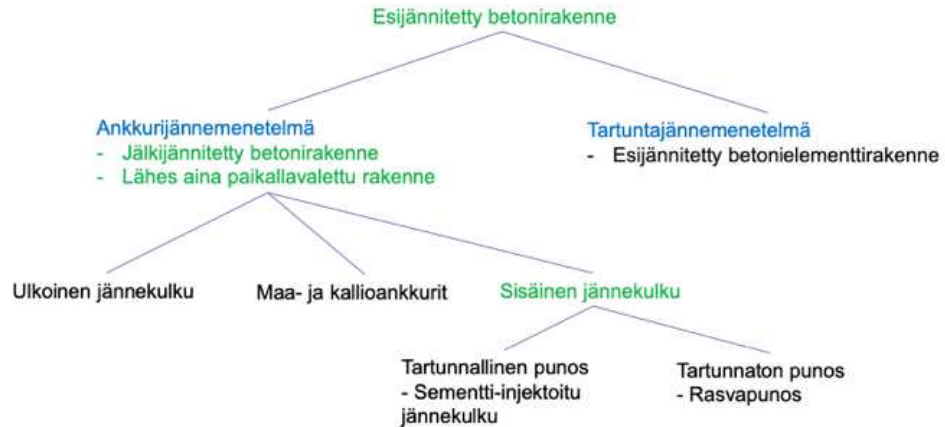 Esijännitetty betonirakenne
Ankkurijännemenetelmä
- Jälkijännitetty betonirakenne
- Lähes aina paikallavalettu rakenne
Tartuntajännemenetelmä
- Esijännitetty betonielementtirakenne
Ulkoinen jännekulku
Maa- ja kallioankkurit
Sisäinen jännekulku
Tartunnallinen punos
- Sementti-injektoitu
jännekulku
Tartunnaton punos
- Rasvapunos